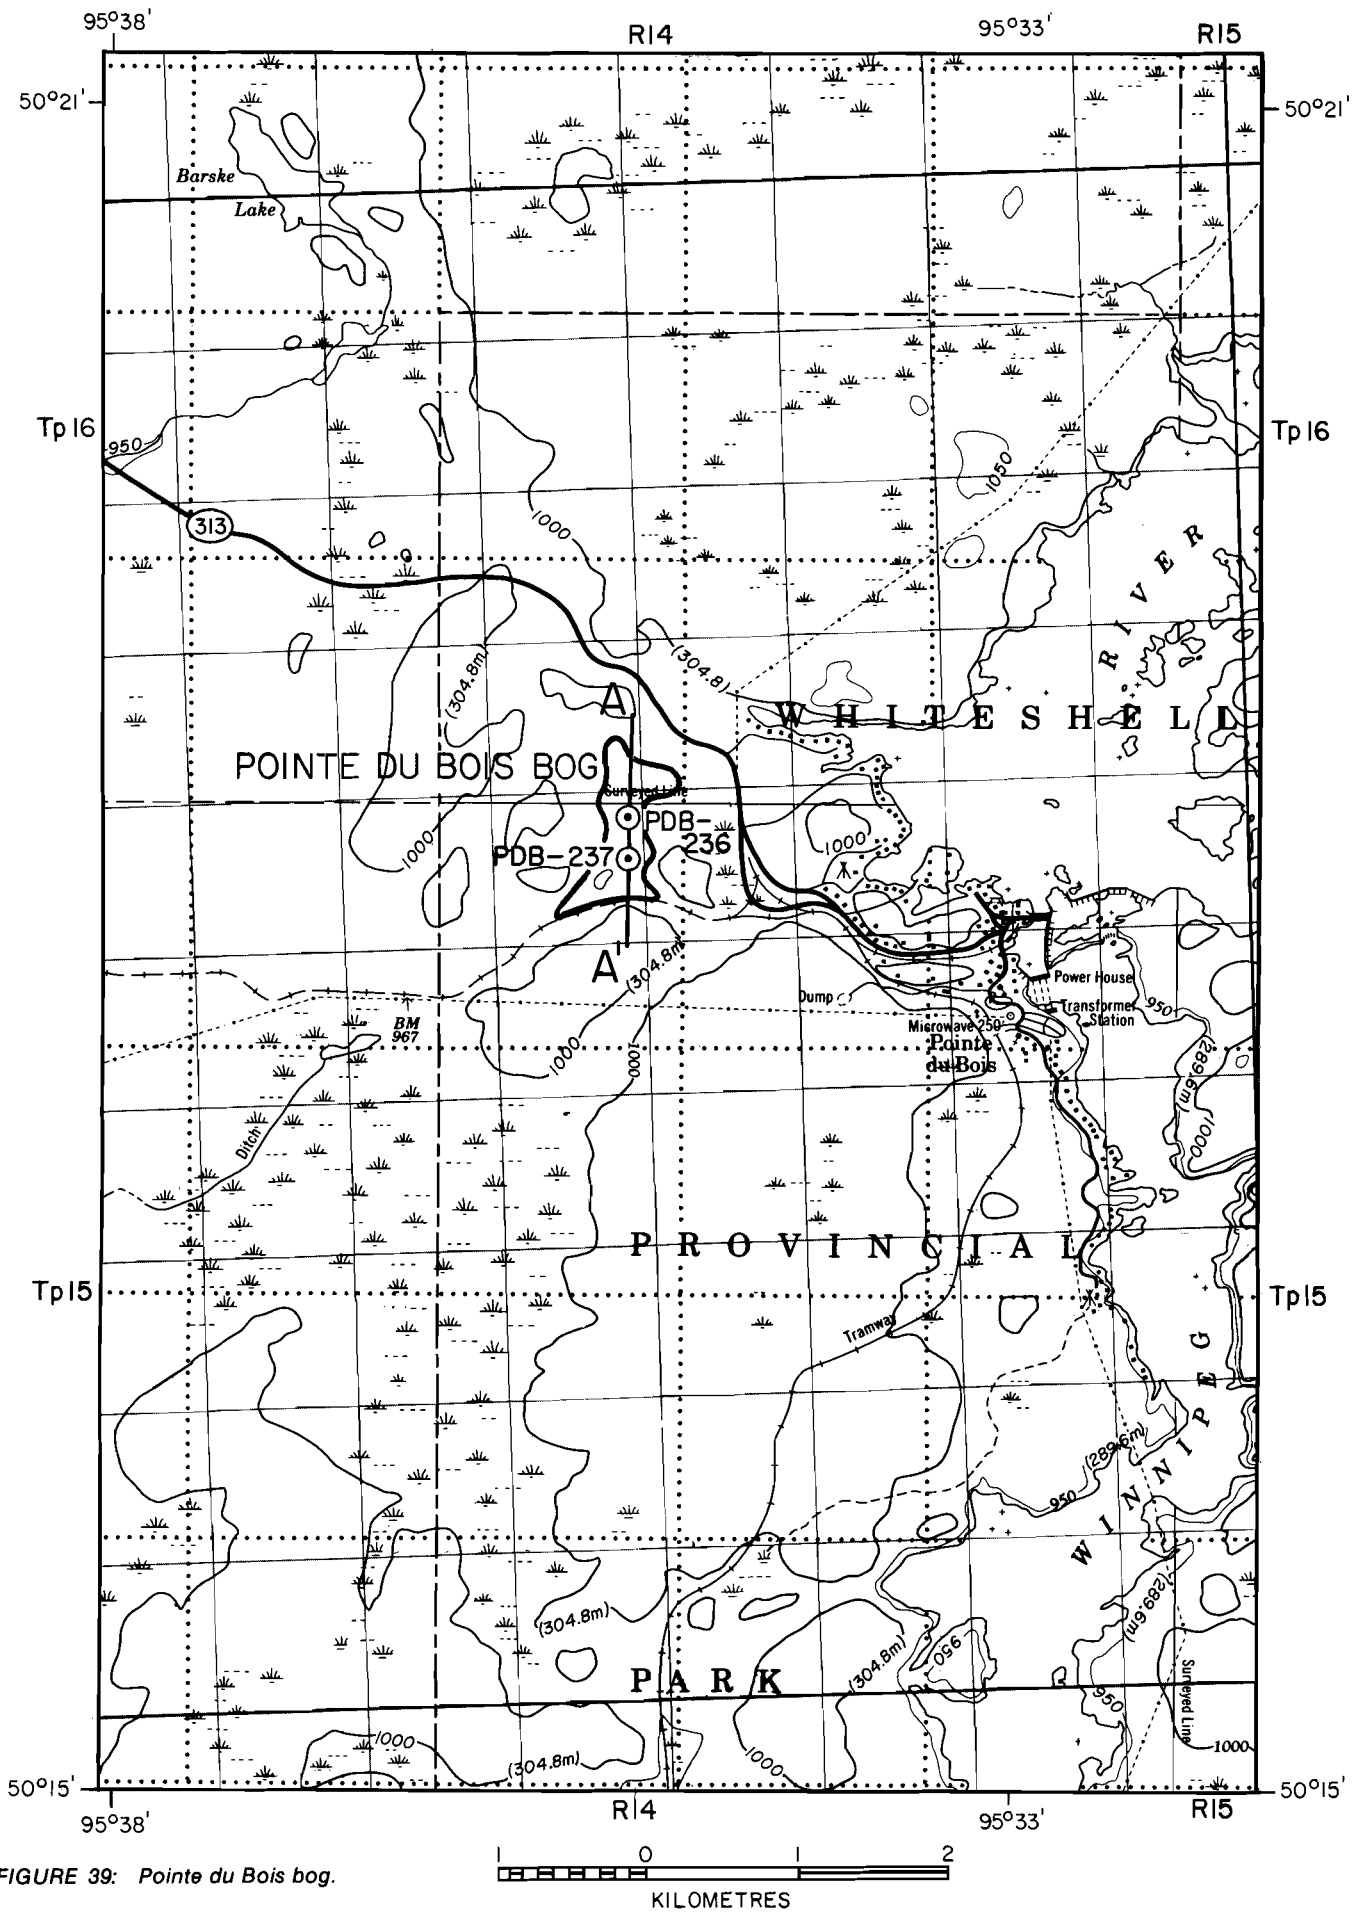 95°38'
R14
95°33'
R15
50°21'
50°21'
Barske
Lake
Tp 16
950
Tp 16
1050
313
1000
RIVER
(304.8m)
(304.8)
A
WHITESHELL
POINTE DU BOIS BOG
Surveyed Line
PDB-236
1000
PDB-237
1000
A'
(304.8m)
Power House
Dump
Transformer
Station
950
Microwave 250'
BM
967
Pointe
du Bois
1000
1000
(289.6m)
1000
Ditch
PROVINCIAL
Tp 15
Tp 15
Tramway
WINNIPEG
(289.6m)
950
(289.6m)
(304.8m)
(304.8m)
950
Surveyed Line
PARK
950
1000
(304.8m)
1000
1000
50°15'
50°15'
95°38'
R14
95°33'
R15
FIGURE 39: Pointe du Bois bog.
1 0 1 2
KILOMETRES